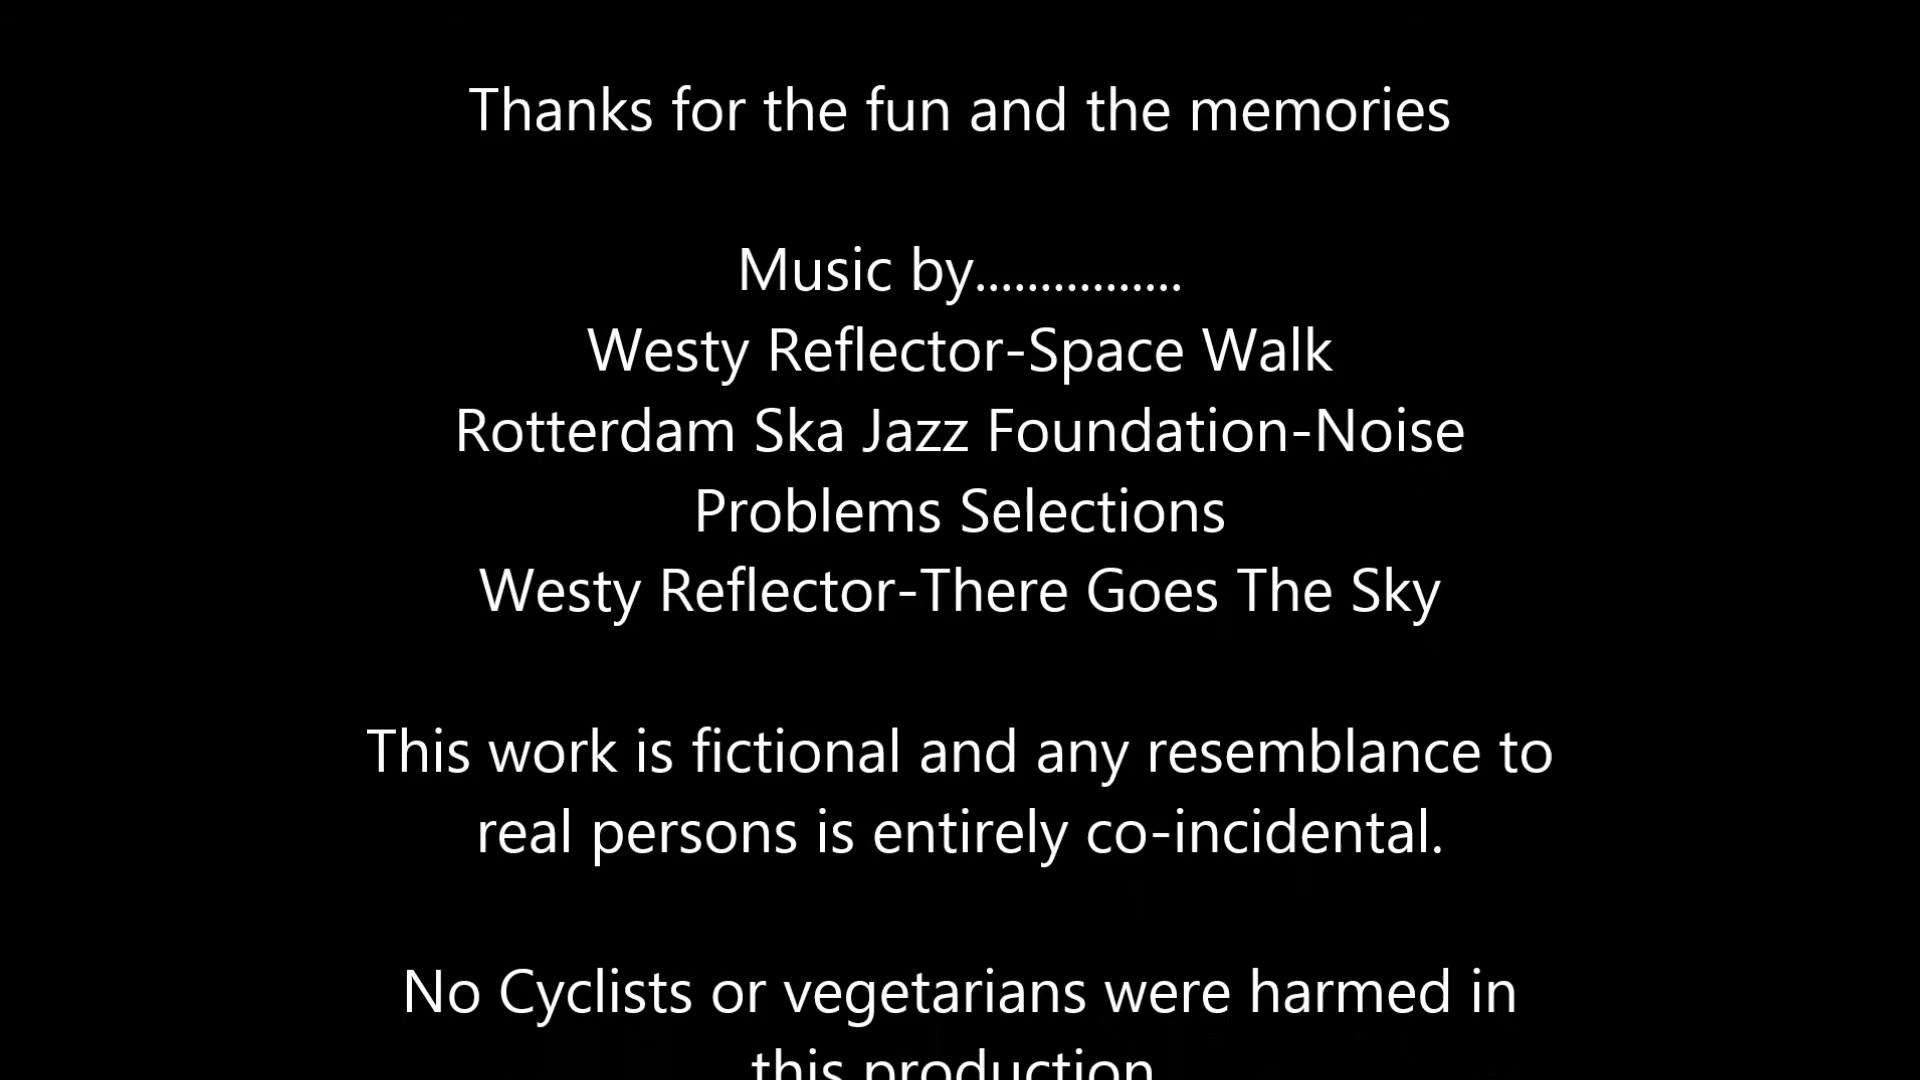 Thanks for the fun and the memories
Music by................
Westy Reflector-Space Walk
Rotterdam Ska Jazz Foundation-Noise
Problems Selections
Westy Reflector-There Goes The Sky
This work is fictional and any resemblance to
real persons is entirely co-incidental.
No Cyclists or vegetarians were harmed in
this production